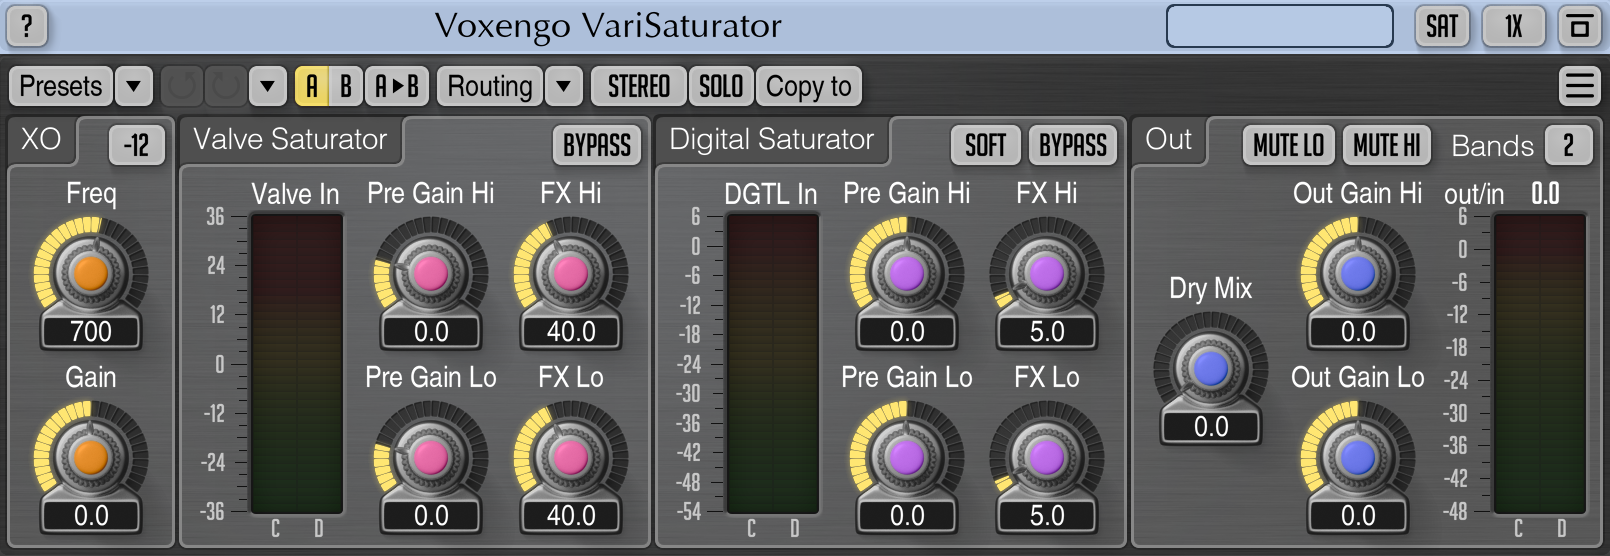 ? Voxengo VariSaturator SAT 1X
Presets A B A▶B Routing STEREO SOLO Copy to
XO -12 Valve Saturator BYPASS Digital Saturator SOFT BYPASS Out MUTE LO MUTE HI Bands 2
Freq
700
Gain
0.0
Valve In
36
24
12
0
-12
-24
-36
C D
Pre Gain Hi
0.0
FX Hi
40.0
Pre Gain Lo
0.0
FX Lo
40.0
DGTL In
6
0
-6
-12
-18
-24
-30
-36
-42
-48
-54
C D
Pre Gain Hi
0.0
FX Hi
5.0
Pre Gain Lo
0.0
FX Lo
5.0
Dry Mix
0.0
Out Gain Hi
0.0
Out Gain Lo
0.0
out/in 0.0
6
0
-6
-12
-18
-24
-30
-36
-42
-48
C D